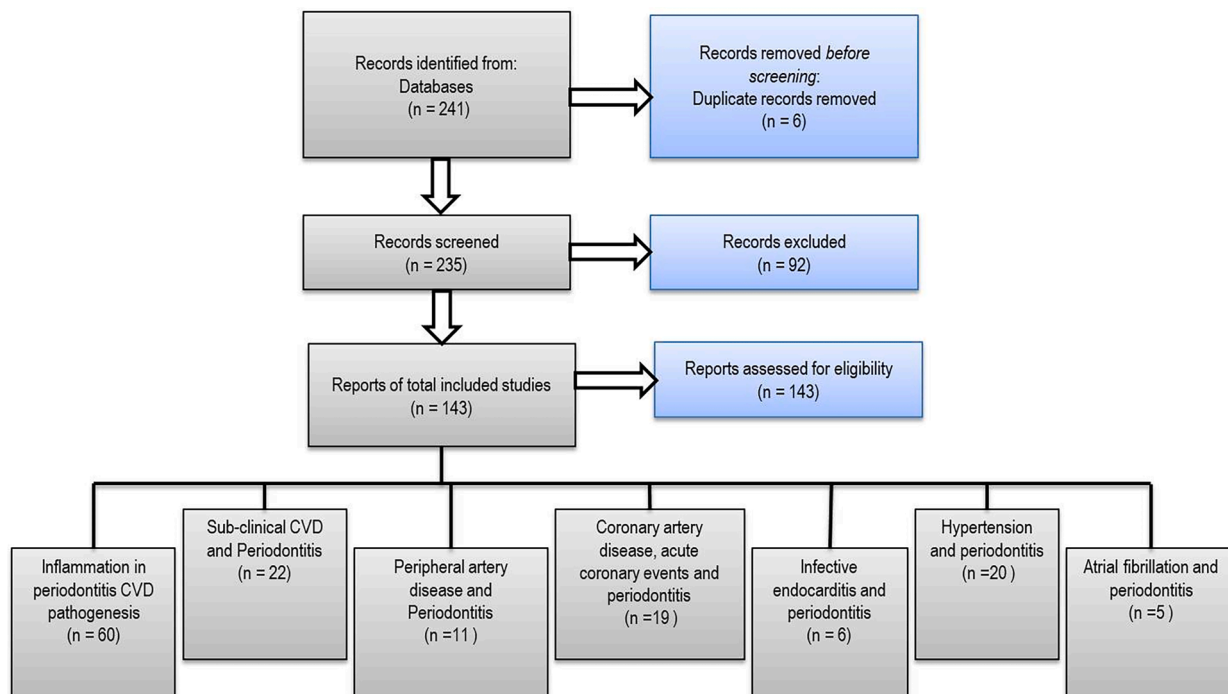 Records identified from:
Databases
(n = 241)
Records removed before
screening:
Duplicate records removed
(n = 6)
Records screened
(n = 235)
Records excluded
(n = 92)
Reports of total included studies
(n = 143)
Reports assessed for eligibility
(n = 143)
Inflammation in
periodontitis CVD
pathogenesis
(n = 60)
Sub-clinical CVD
and Periodontitis
(n = 22)
Peripheral artery
disease and
Periodontitis
(n =11 )
Coronary artery
disease, acute
coronary events and
periodontitis
(n =19 )
Infective
endocarditis and
periodontitis
(n = 6)
Hypertension
and periodontitis
(n =20 )
Atrial fibrillation and
periodontitis
(n =5 )